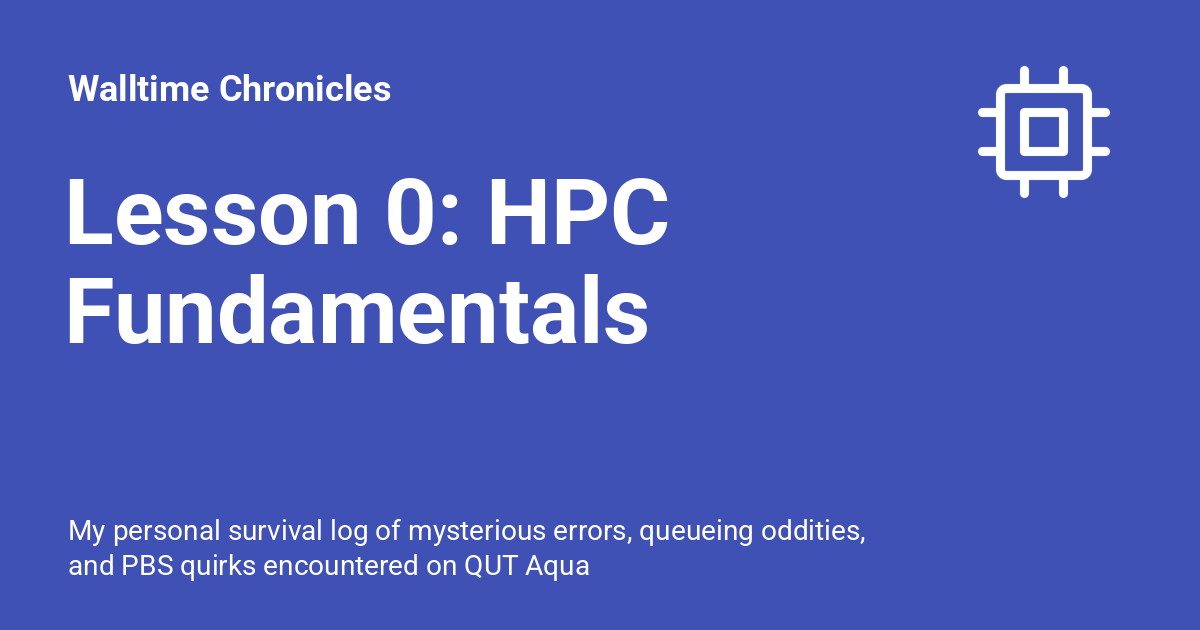 Walltime Chronicles
Lesson 0: HPC
Fundamentals
My personal survival log of mysterious errors, queueing oddities,
and PBS quirks encountered on QUT Aqua